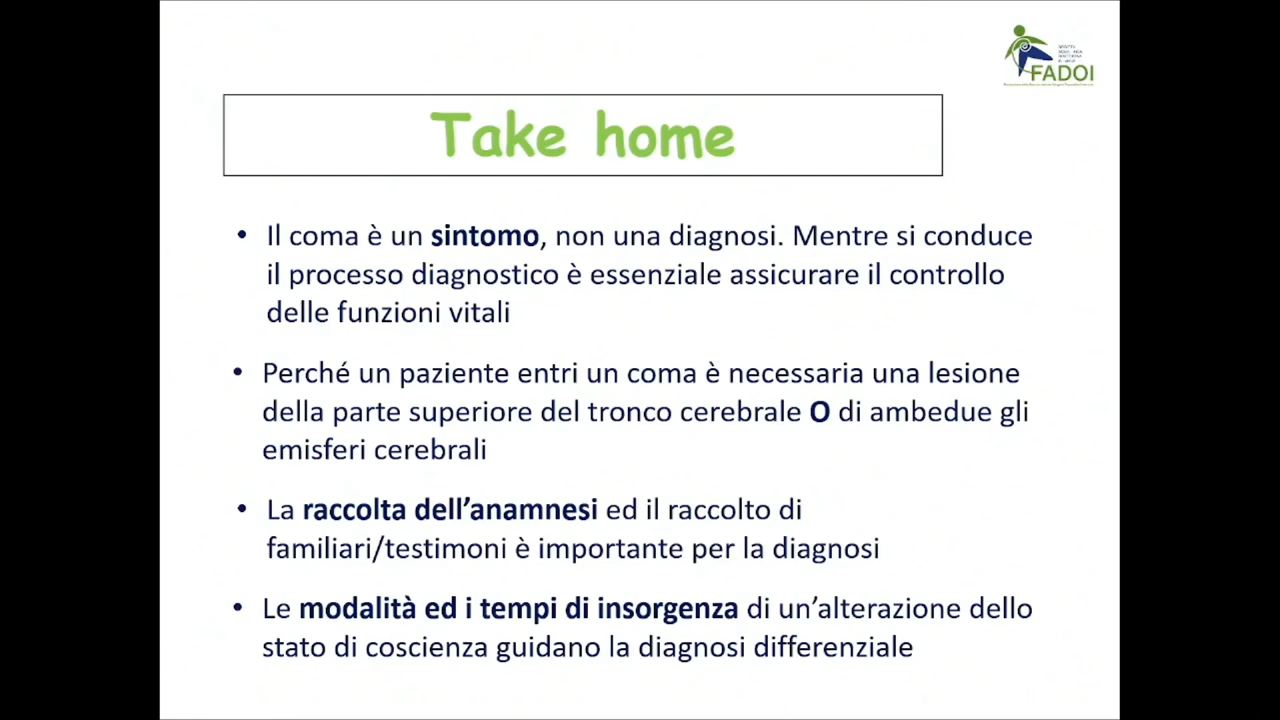 FADOI
Take home
• Il coma è un sintomo, non una diagnosi. Mentre si conduce
il processo diagnostico è essenziale assicurare il controllo
delle funzioni vitali
• Perché un paziente entri un coma è necessaria una lesione
della parte superiore del tronco cerebrale O di ambedue gli
emisferi cerebrali
• La raccolta dell’anamnesi ed il raccolto di
familiari/testimoni è importante per la diagnosi
• Le modalità ed i tempi di insorgenza di un’alterazione dello
stato di coscienza guidano la diagnosi differenziale